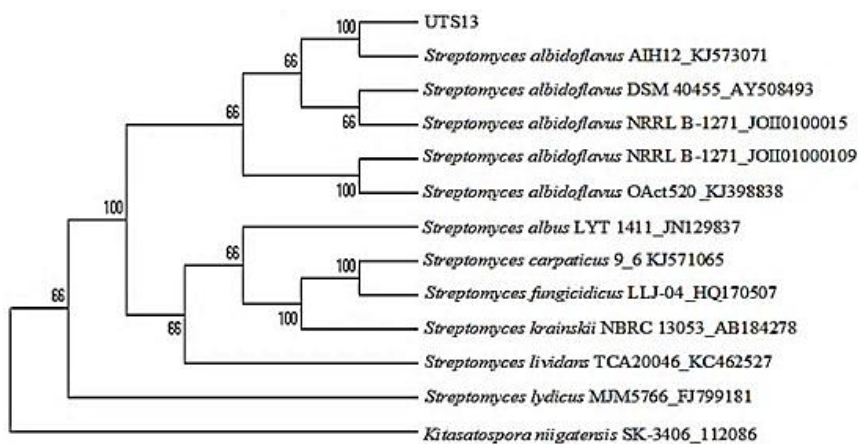 100
UTS13
66
Streptomyces albidoflavus AIH12_KJ573071
66
Streptomyces albidoflavus DSM 40455_AY508493
66
Streptomyces albidoflavus NRRL B-1271_JOII0100015
Streptomyces albidoflavus NRRL B-1271_JOII01000109
100
Streptomyces albidoflavus OAct520_KJ398838
100
Streptomyces albus LYT 1411_JN129837
66
100
Streptomyces carpaticus 9_6 KJ571065
Streptomyces fungicidicus LLJ-04_HQ170507
100
Streptomyces krainskii NBRC 13053_AB184278
66
66
Streptomyces lividans TCA20046_KC462527
Streptomyces lydicus MJM5766_FJ799181
Kitasatospora niigatensis SK-3406_112086